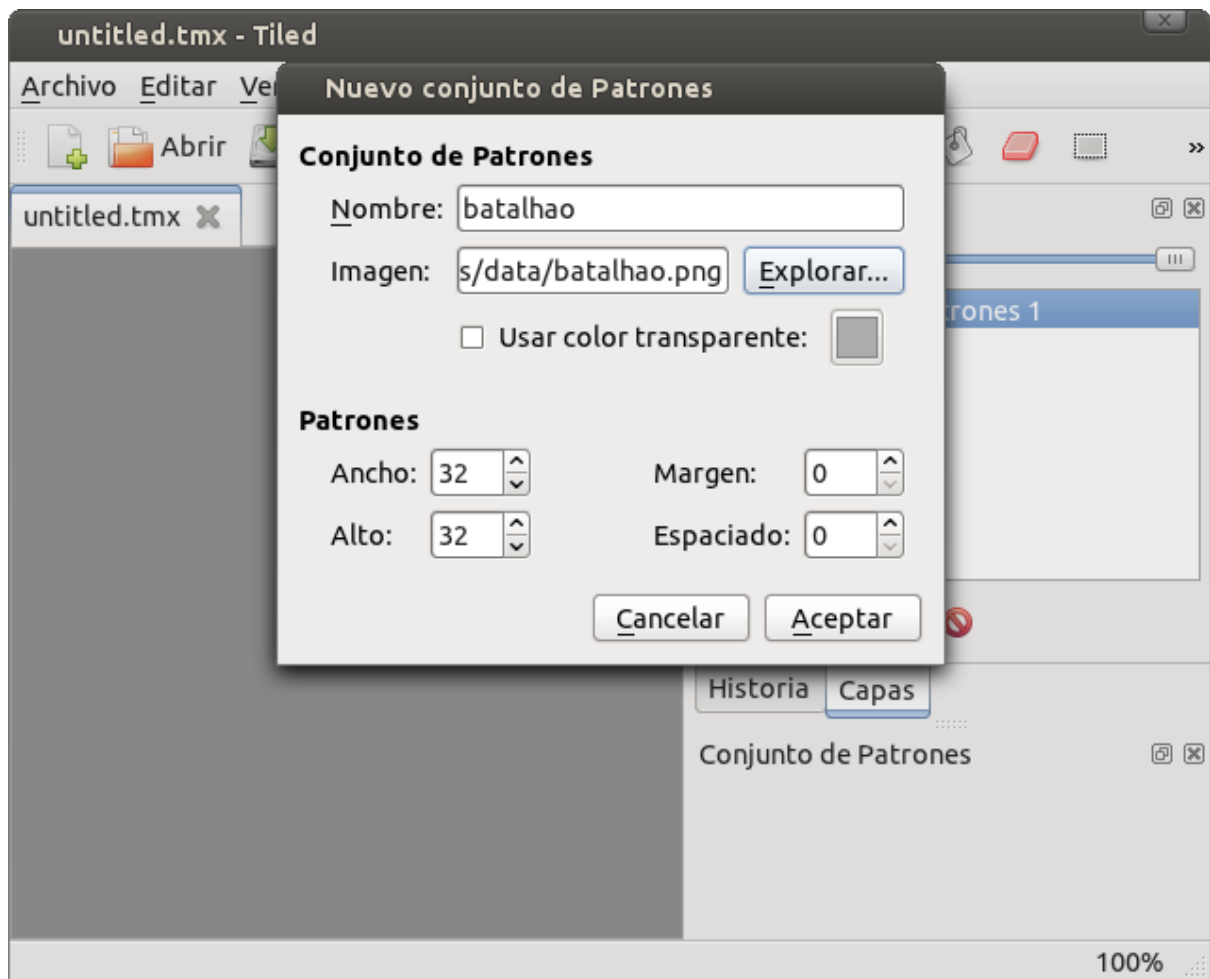 untitled.tmx - Tiled
Archivo Editar Ver
Nuevo conjunto de Patrones
Abrir
»
Conjunto de Patrones
untitled.tmx
Nombre: batalhao
Imagen: s/data/batalhao.png Explorar...
trones 1
Usar color transparente:
Patrones
Ancho: 32 Margen: 0
Alto: 32 Espaciado: 0
Cancelar Aceptar
Historia Capas
Conjunto de Patrones
100%